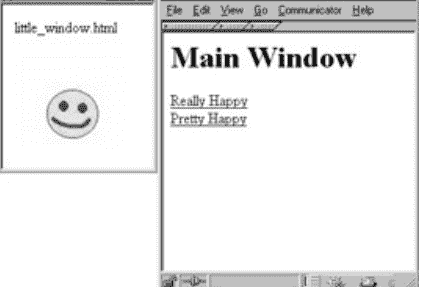 little_window.html
File Edit View Go Communicator Help
Main Window
Really Happy
Pretty Happy